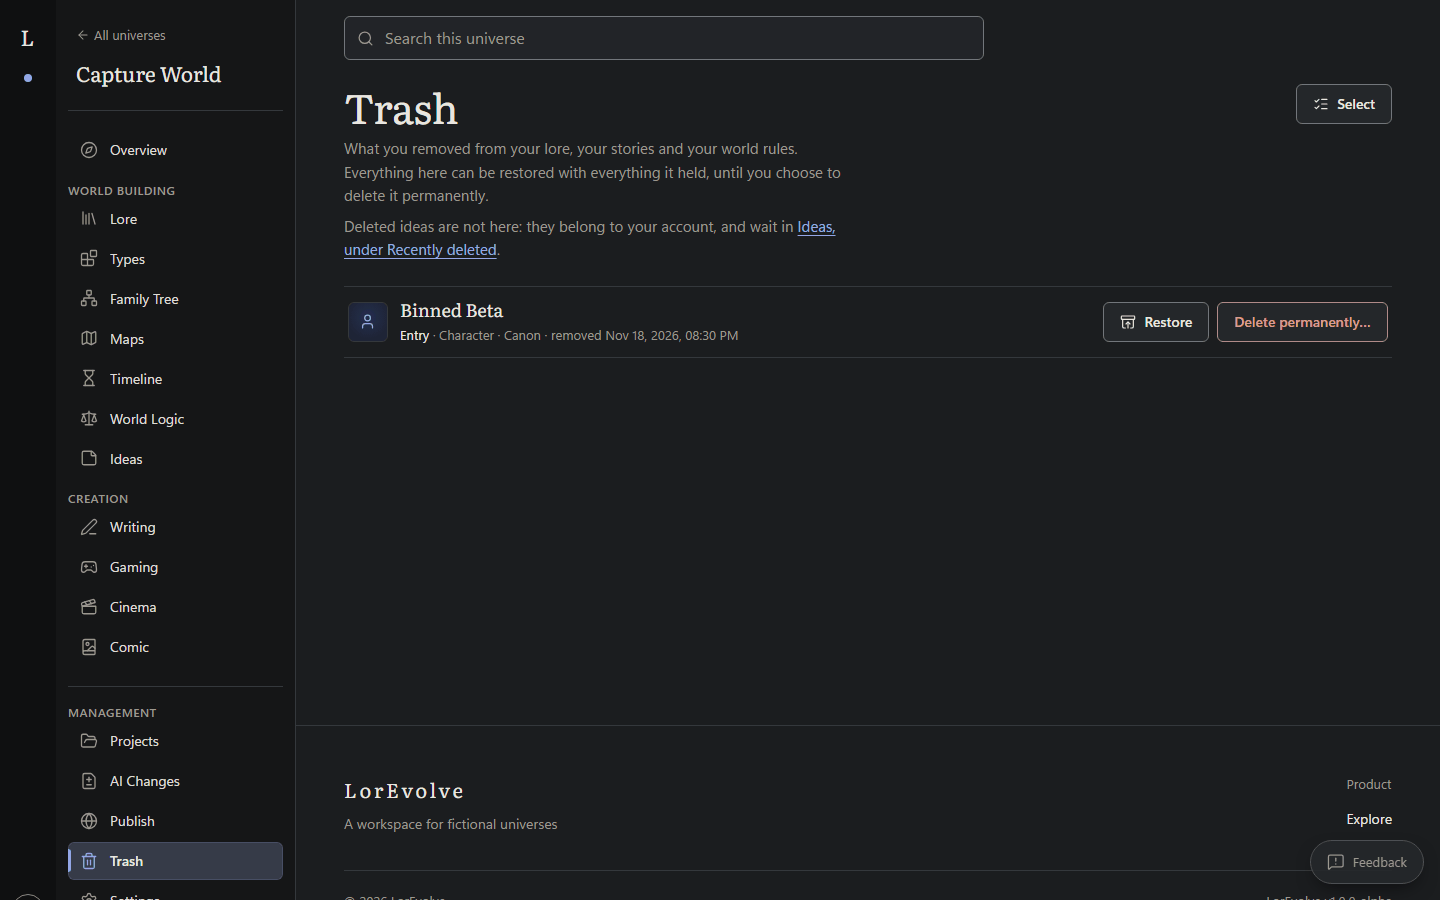 L
All universes
Capture World
Overview
WORLD BUILDING
Lore
Types
Family Tree
Maps
Timeline
World Logic
Ideas
CREATION
Writing
Gaming
Cinema
Comic
MANAGEMENT
Projects
AI Changes
Publish
Trash
Settings
Search this universe
Trash
Select
What you removed from your lore, your stories and your world rules.
Everything here can be restored with everything it held, until you choose to
delete it permanently.
Deleted ideas are not here: they belong to your account, and wait in Ideas,
under Recently deleted.
Binned Beta
Entry · Character · Canon · removed Nov 18, 2026, 08:30 PM
Restore
Delete permanently...
LorEvolve
A workspace for fictional universes
Product
Explore
Feedback
© 2026 LorEvolve